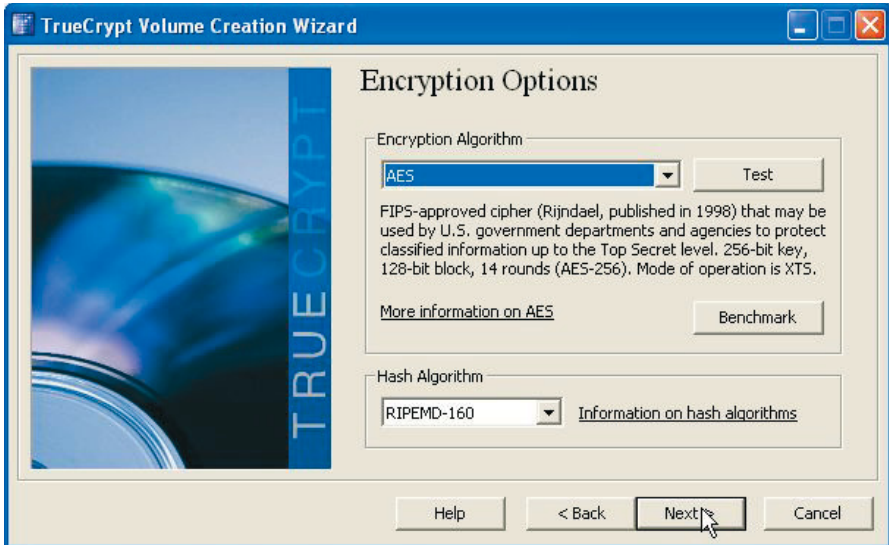 TrueCrypt Volume Creation Wizard
TRUECRYPT
Encryption Options
Encryption Algorithm
AES
Test
FIPS-approved cipher (Rijndael, published in 1998) that may be
used by U.S. government departments and agencies to protect
classified information up to the Top Secret level. 256-bit key,
128-bit block, 14 rounds (AES-256). Mode of operation is XTS.
More information on AES
Benchmark
Hash Algorithm
RIPEMD-160
Information on hash algorithms
Help
< Back
Next >
Cancel